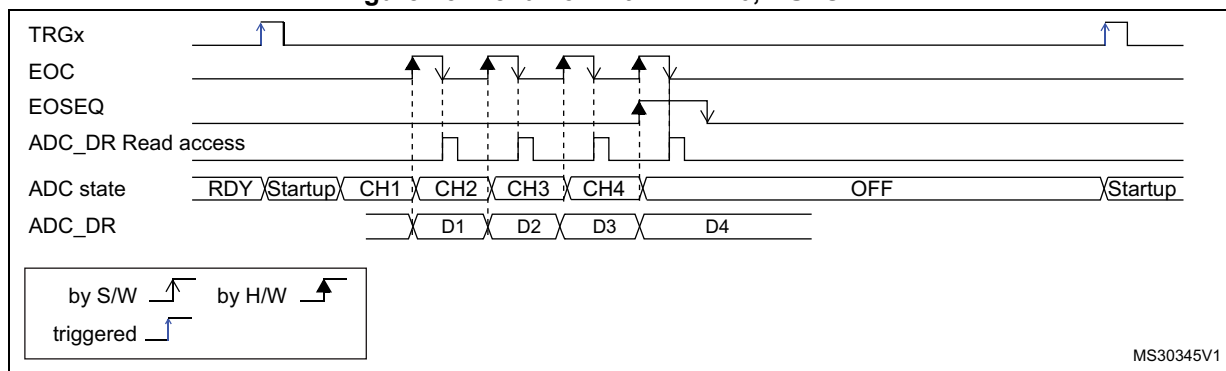 TRGx
EOC
EOSEQ
ADC_DR Read access
ADC state RDY Startup CH1 CH2 CH3 CH4 OFF Startup
ADC_DR D1 D2 D3 D4
by S/W by H/W
triggered
MS30345V1